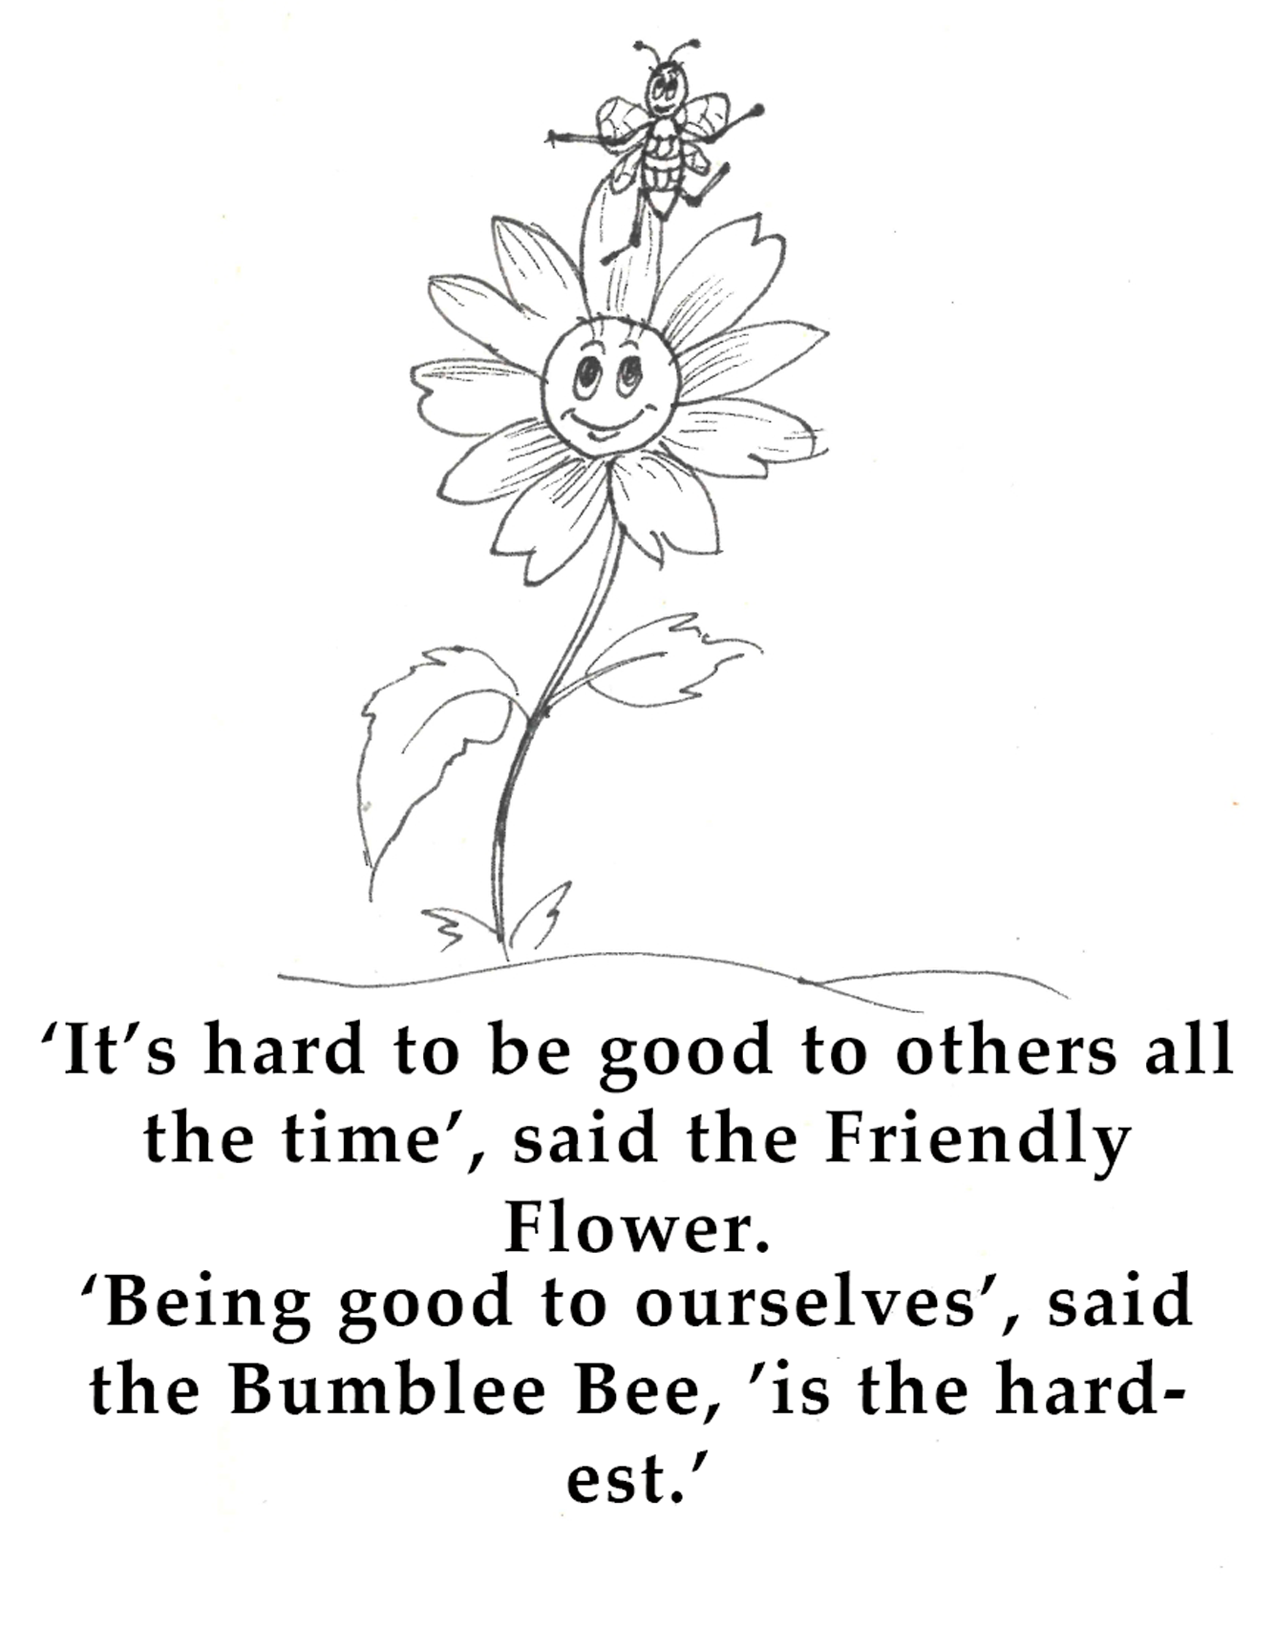 ‘It’s hard to be good to others all
the time’, said the Friendly
Flower.
‘Being good to ourselves’, said
the Bumblee Bee, ’is the hard-
est.’